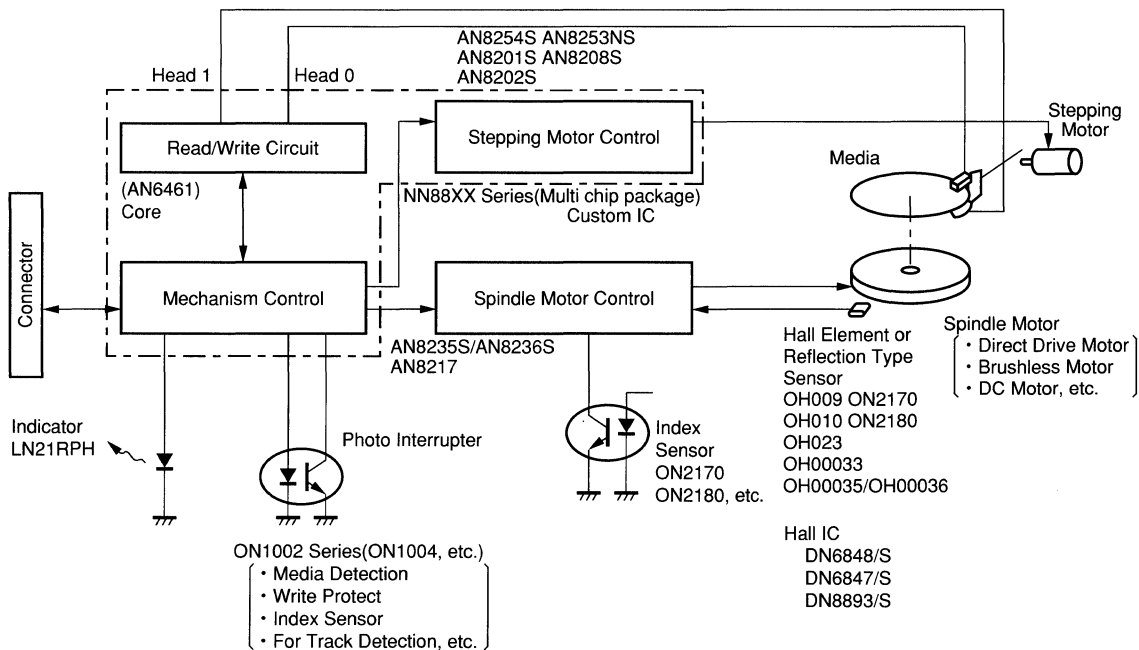 AN8254S AN8253NS
AN8201S AN8208S
AN8202S
Head 1
Head 0
Read/Write Circuit
(AN6461)
Core
Stepping Motor Control
Stepping
Motor
Media
NN88XX Series(Multi chip package)
Custom IC
Connector
Mechanism Control
Spindle Motor Control
AN8235S/AN8236S
AN8217
Hall Element or
Reflection Type
Sensor
OH009 ON2170
OH010 ON2180
OH023
OH00033
OH00035/OH00036
Spindle Motor
・Direct Drive Motor
・Brushless Motor
・DC Motor, etc.
Indicator
LN21RPH
Photo Interrupter
Index
Sensor
ON2170
ON2180, etc.
Hall IC
DN6848/S
DN6847/S
DN8893/S
ON1002 Series(ON1004, etc.)
・Media Detection
・Write Protect
・Index Sensor
・For Track Detection, etc.